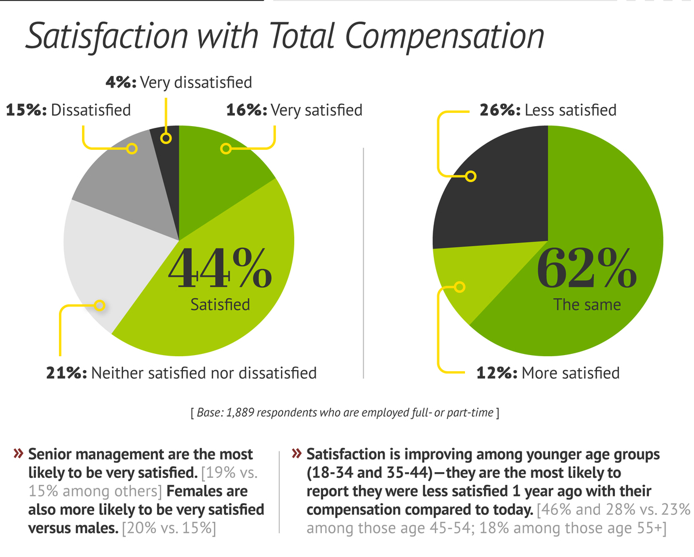 Satisfaction with Total Compensation
4%: Very dissatisfied
15%: Dissatisfied
16%: Very satisfied
44%
Satisfied
21%: Neither satisfied nor dissatisfied
26%: Less satisfied
62%
The same
12%: More satisfied
[ Base: 1,889 respondents who are employed full- or part-time ]
» Senior management are the most
likely to be very satisfied. [19% vs.
15% among others] Females are
also more likely to be very satisfied
versus males. [20% vs. 15%]
» Satisfaction is improving among younger age groups
(18-34 and 35-44)—they are the most likely to
report they were less satisfied 1 year ago with their
compensation compared to today. [46% and 28% vs. 23%
among those age 45-54; 18% among those age 55+]